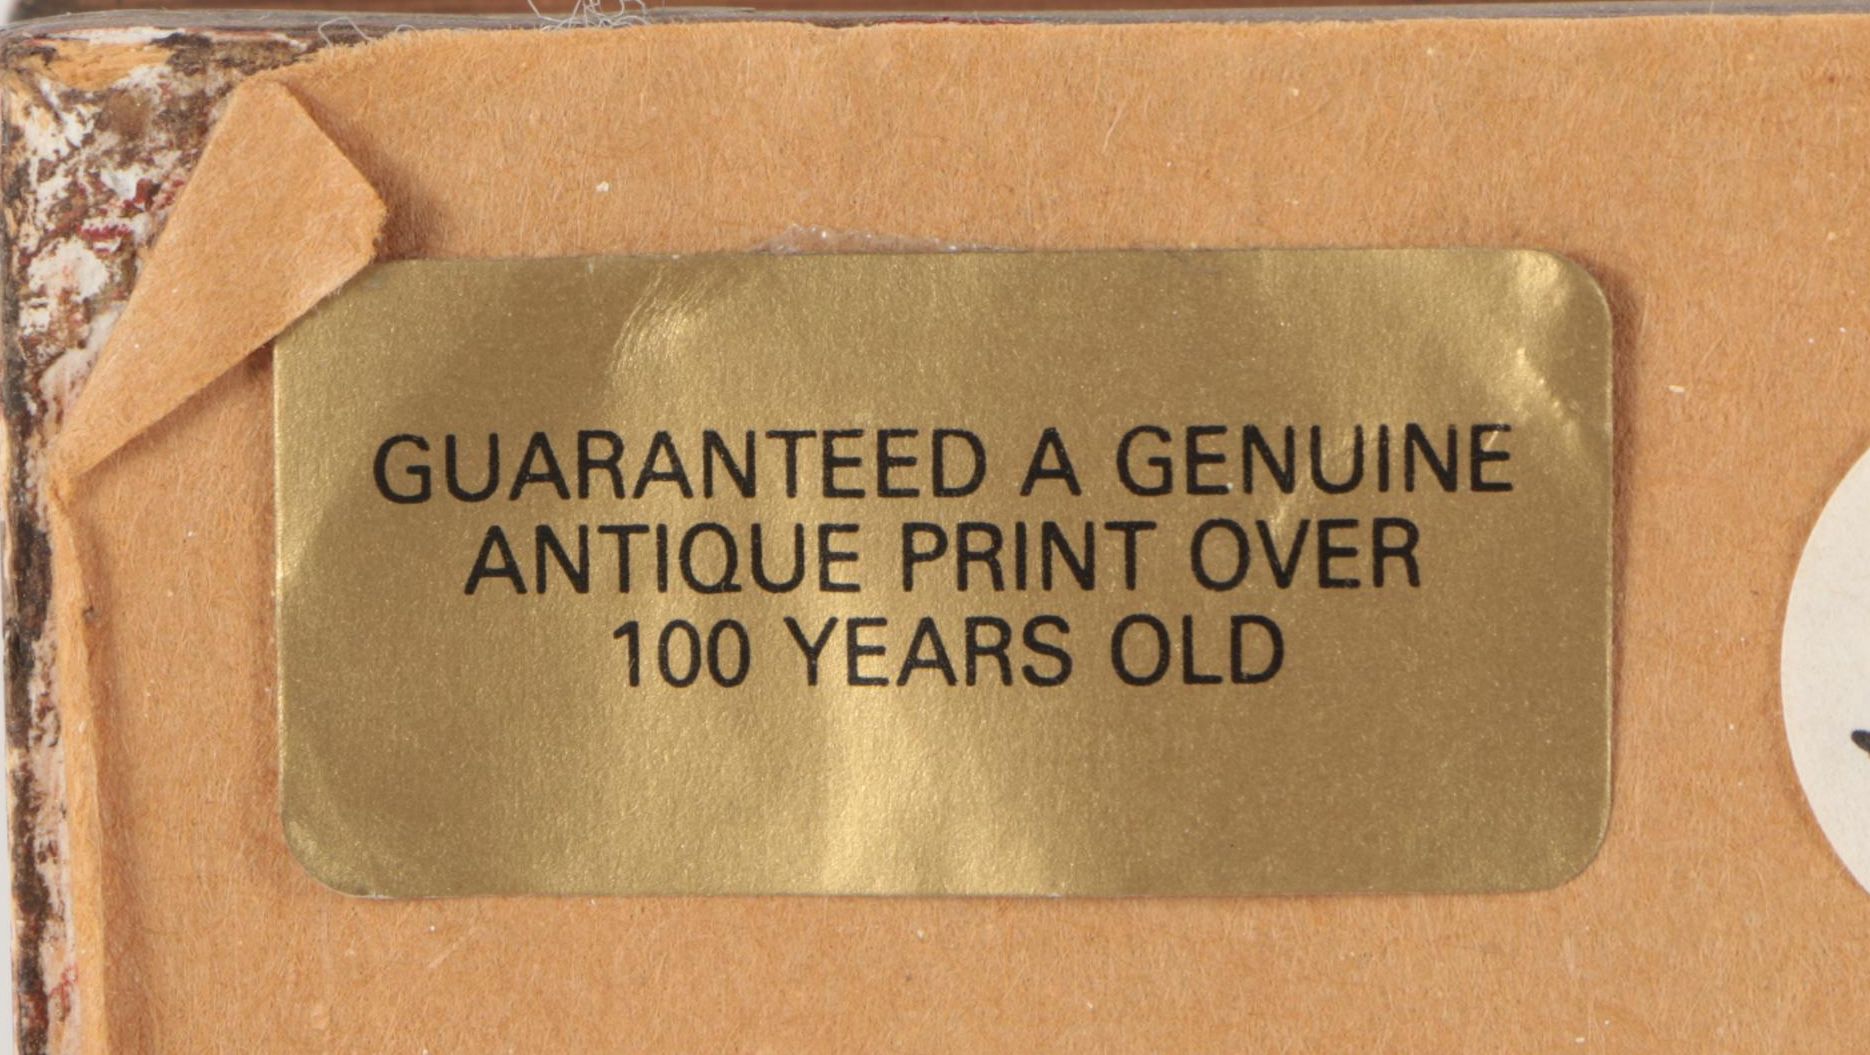 GUARANTEED A GENUINE
ANTIQUE PRINT OVER
100 YEARS OLD